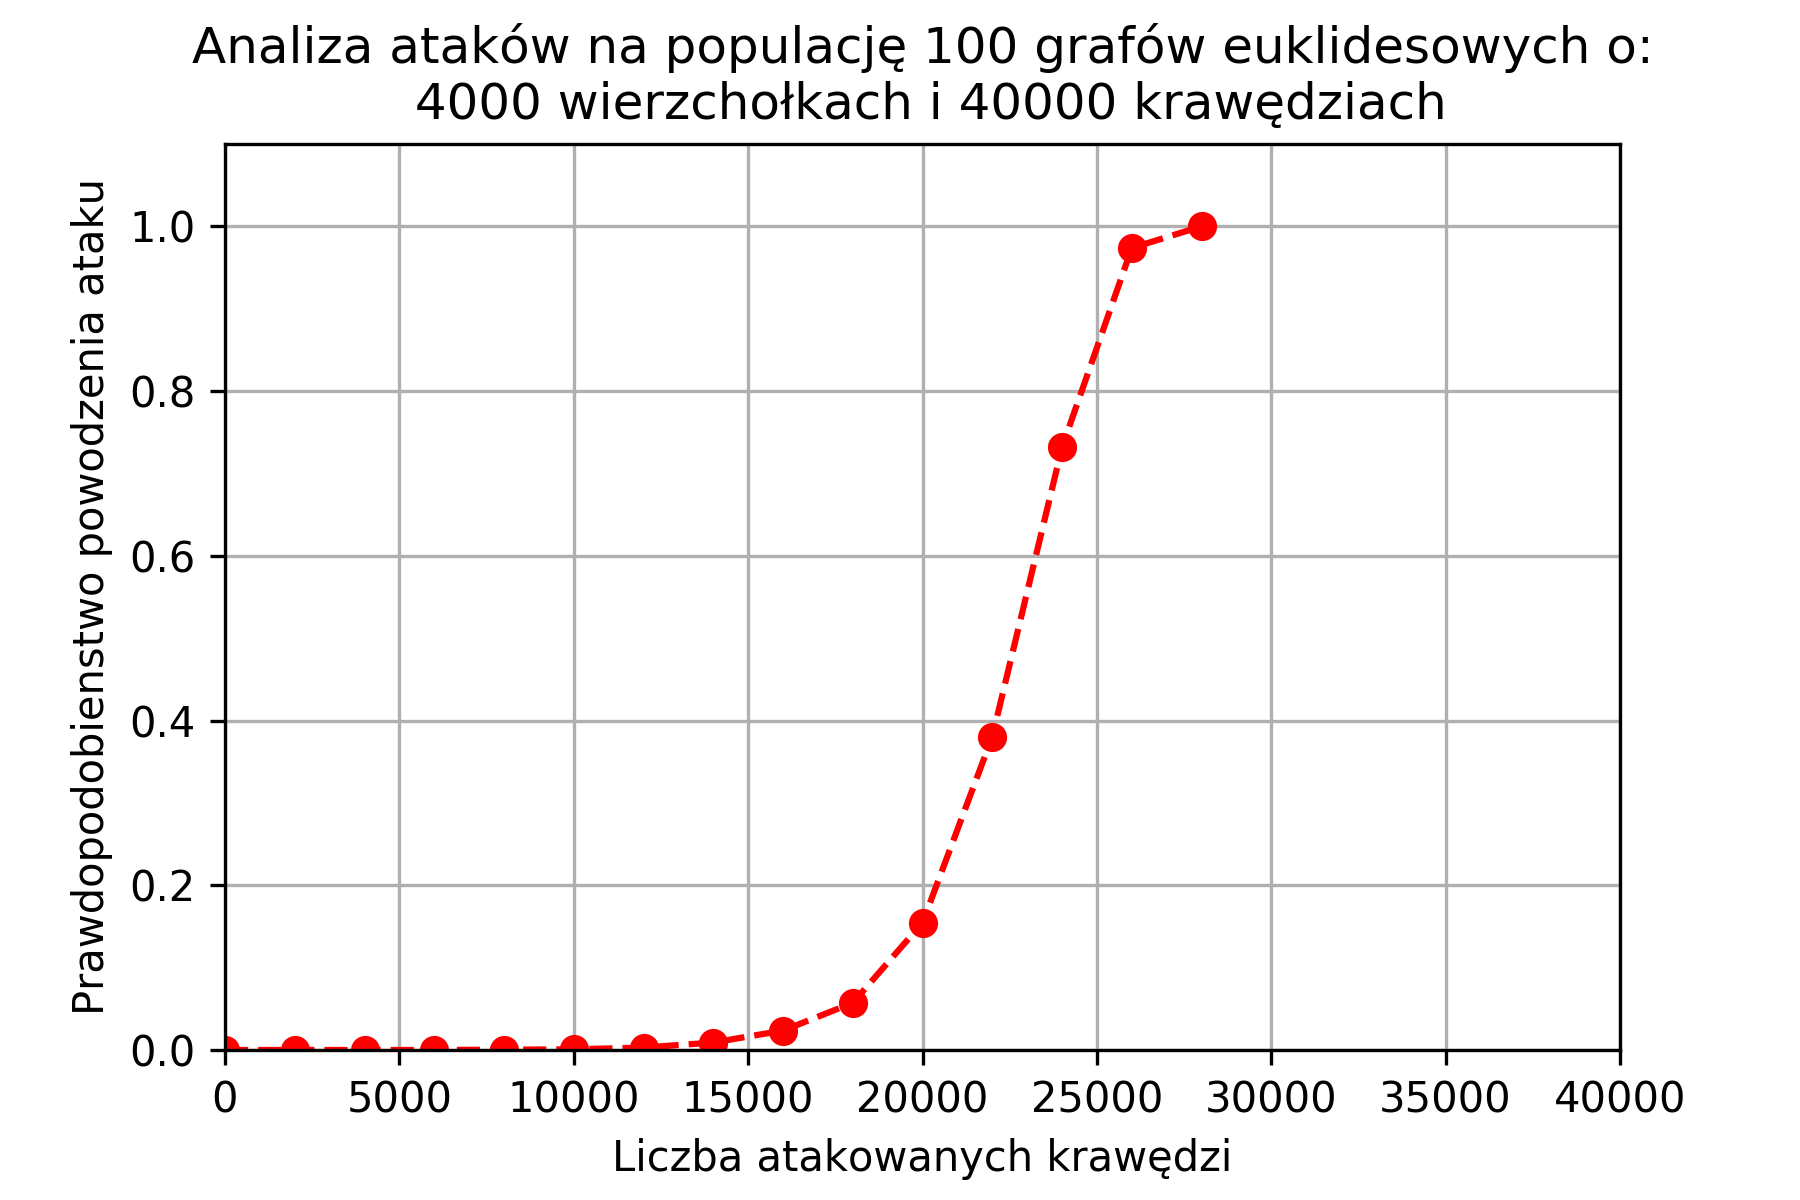 Analiza ataków na populację 100 grafów euklidesowych o:
4000 wierzchołkach i 40000 krawędziach
Prawdopodobienstwo powodzenia ataku
1.0
0.8
0.6
0.4
0.2
0.0
0 5000 10000 15000 20000 25000 30000 35000 40000
Liczba atakowanych krawędzi